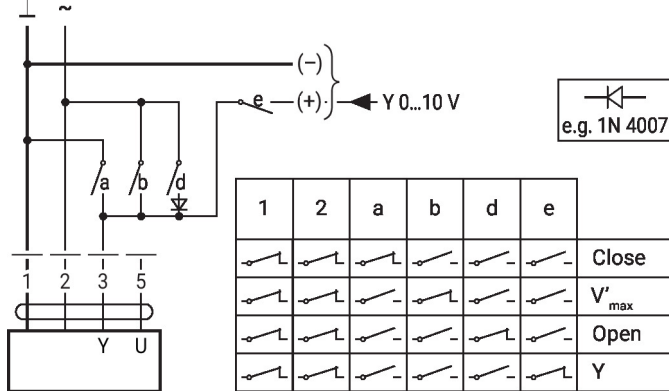 ⊥ ~
(–)
e (+) Y 0...10 V
e.g. 1N 4007
a b d
1 2 a b d e
Close
V'max
Open
Y
1 2 3 5
Y U